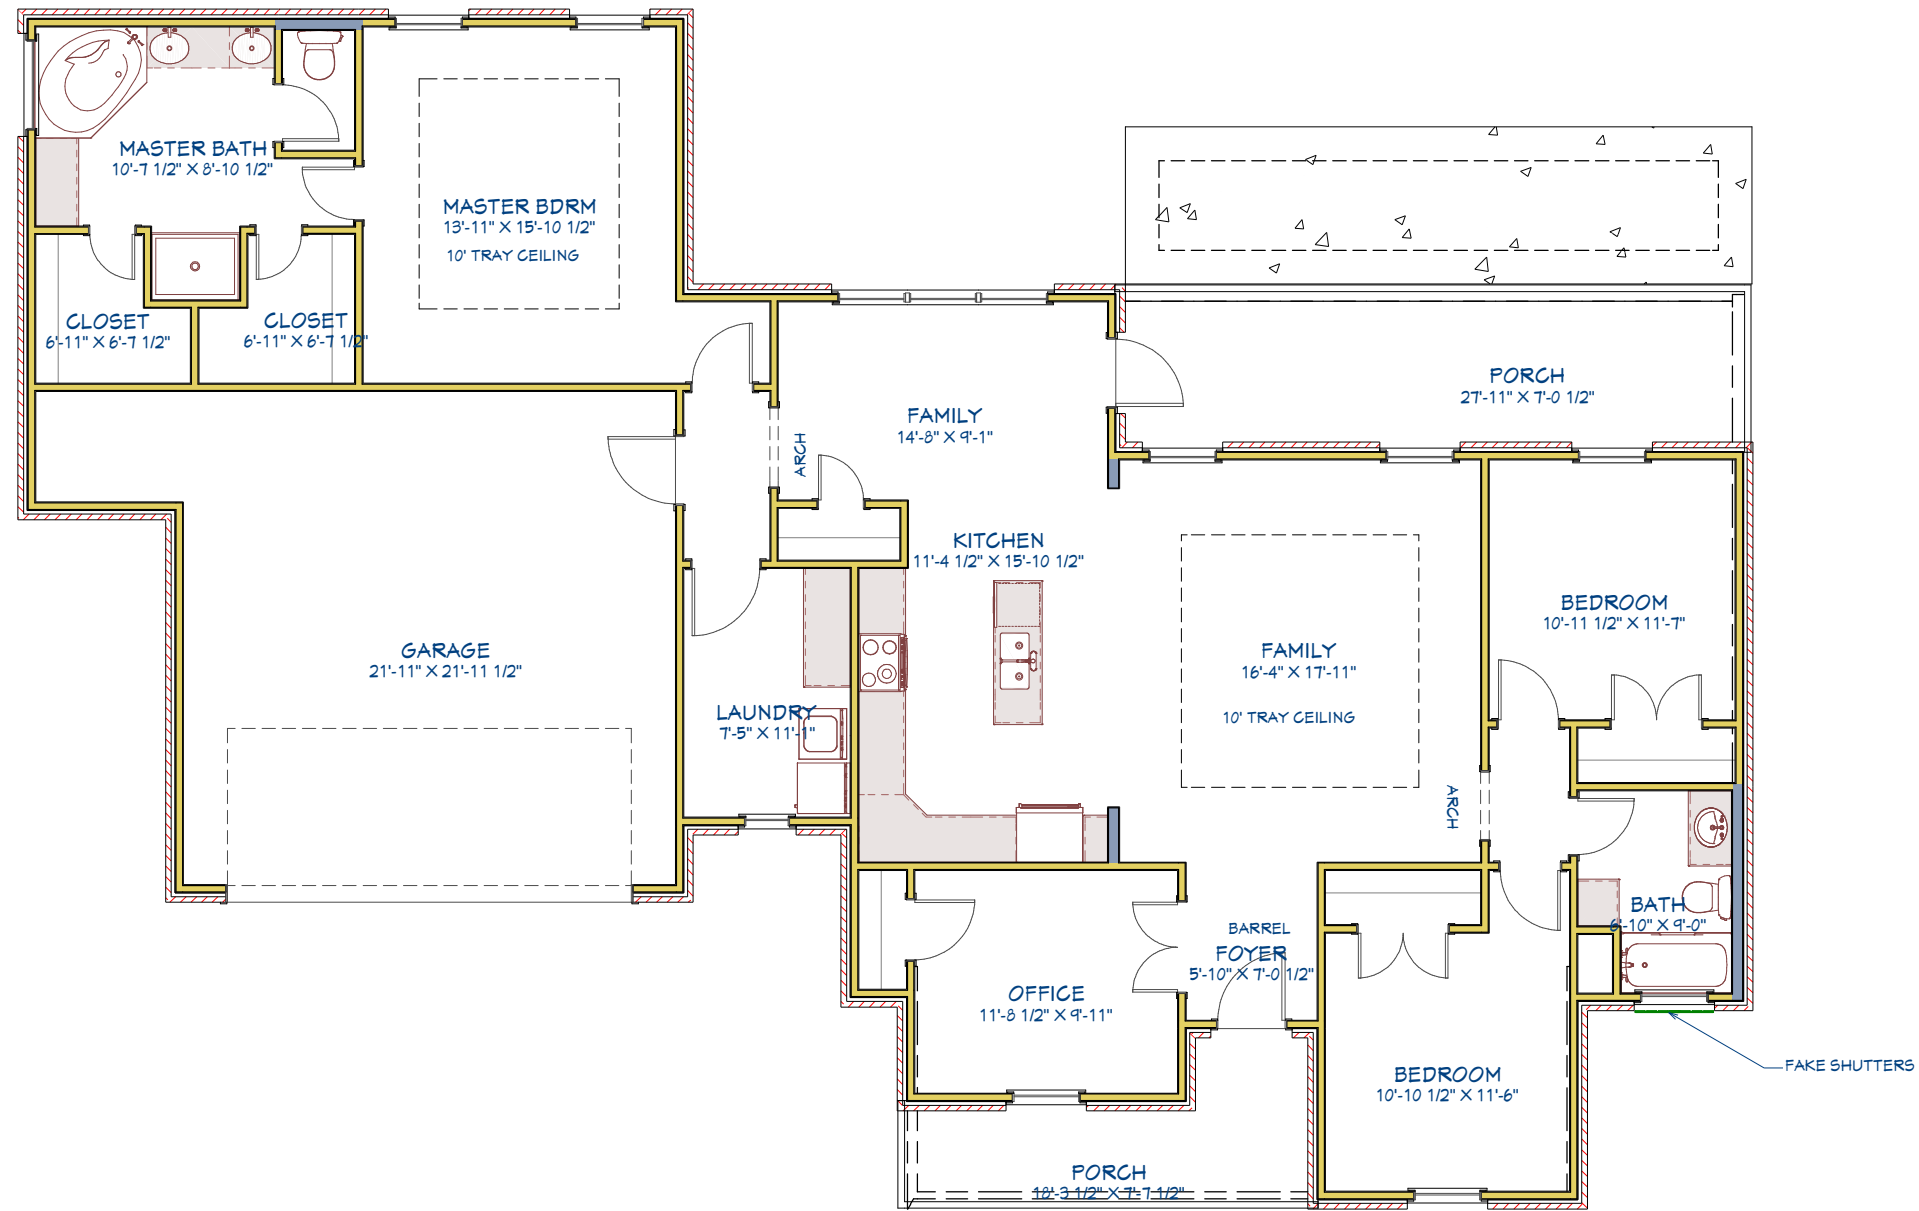 MASTER BATH
10'-7 1/2" X 8'-10 1/2"
MASTER BDRM
13'-11" X 15'-10 1/2"
10' TRAY CEILING
CLOSET
6'-11" X 6'-7 1/2"
CLOSET
6'-11" X 6'-7 1/2"
PORCH
27'-11" X 7'-0 1/2"
FAMILY
14'-8" X 9'-1"
ARCH
KITCHEN
11'-4 1/2" X 15'-10 1/2"
BEDROOM
10'-11 1/2" X 11'-7"
GARAGE
21'-11" X 21'-11 1/2"
FAMILY
16'-4" X 17'-11"
10' TRAY CEILING
LAUNDRY
7'-5" X 11'-1"
ARCH
BATH
6'-10" X 9'-0"
BARREL
FOYER
5'-10" X 7'-0 1/2"
OFFICE
11'-8 1/2" X 9'-11"
FAKE SHUTTERS
BEDROOM
10'-10 1/2" X 11'-6"
PORCH
18'-3 1/2" X 7'-7 1/2"